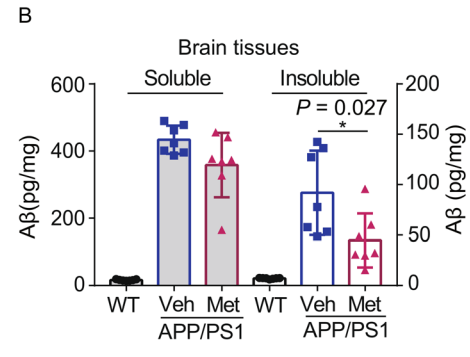 B
Brain tissues
Soluble Insoluble
P = 0.027
*
Aβ(pg/mg)
600
400
200
0
200
150
100
50
0
Aβ (pg/mg)
WT Veh Met WT Veh Met
APP/PS1 APP/PS1